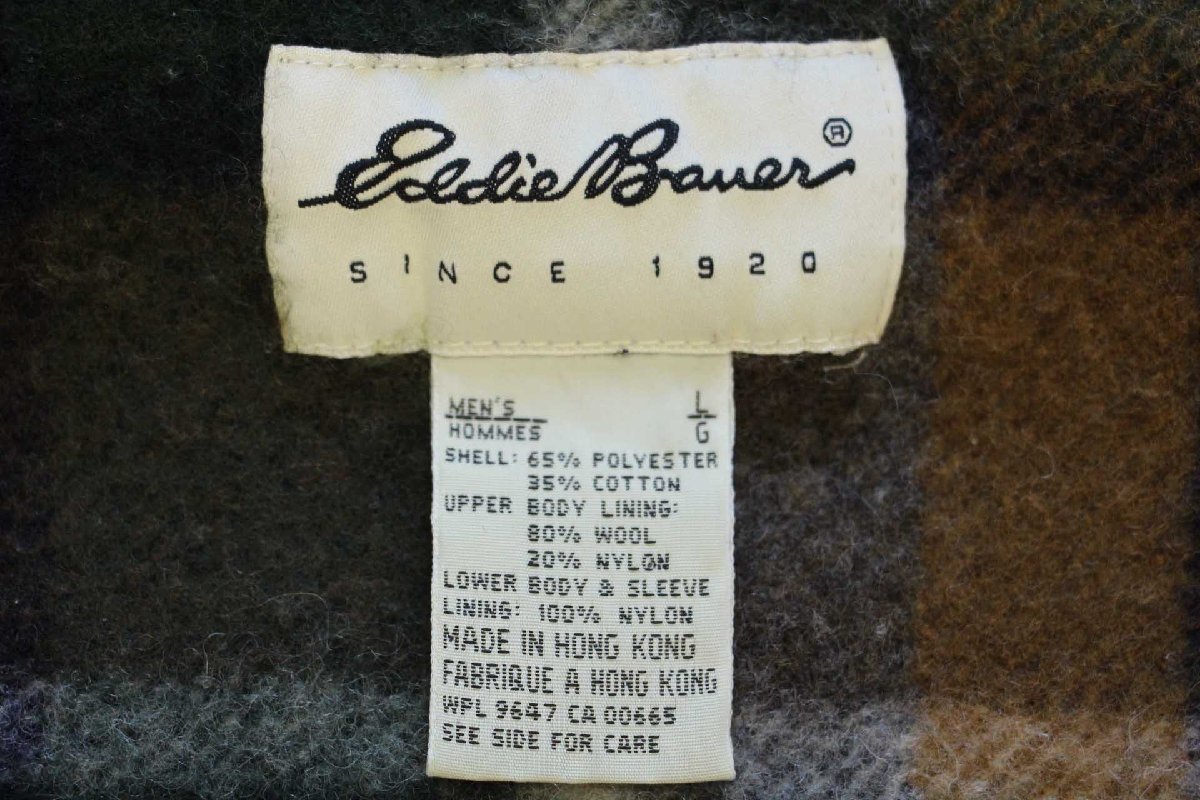 Eddie Bauer ®
SINCE 1920
MEN'S L
HOMMES G
SHELL: 65% POLYESTER
35% COTTON
UPPER BODY LINING:
80% WOOL
20% NYLON
LOWER BODY & SLEEVE
LINING: 100% NYLON
MADE IN HONG KONG
FABRIQUE A HONG KONG
WPL 9647 CA 00665
SEE SIDE FOR CARE